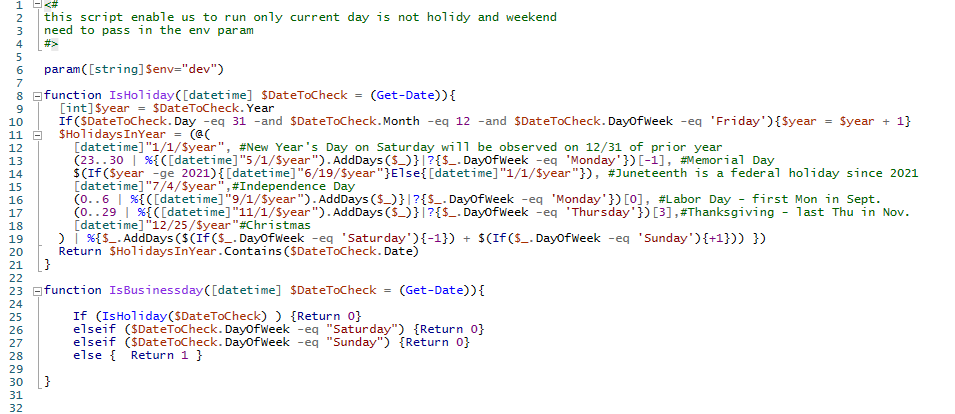 1 <#
2 this script enable us to run only current day is not holidy and weekend
3 need to pass in the env param
4 #>
5
6 param([string]$env="dev")
7
8 function IsHoliday([datetime] $DateToCheck = (Get-Date)){
9 [int]$year = $DateToCheck.Year
10 If($DateToCheck.Day -eq 31 -and $DateToCheck.Month -eq 12 -and $DateToCheck.DayOfWeek -eq 'Friday'){$year = $year + 1}
11 $HolidaysInYear = (@(
12 [datetime]"1/1/$year", #New Year's Day on Saturday will be observed on 12/31 of prior year
13 (23..30 | %{([datetime]"5/1/$year").AddDays($_)}|?{$_.DayOfWeek -eq 'Monday'})[-1], #Memorial Day
14 $(If($year -ge 2021){[datetime]"6/19/$year"}Else{[datetime]"1/1/$year"}), #Juneteenth is a federal holiday since 2021
15 [datetime]"7/4/$year",#Independence Day
16 (0..6 | %{([datetime]"9/1/$year").AddDays($_)}|?{$_.DayOfWeek -eq 'Monday'})[0], #Labor Day - first Mon in Sept.
17 (0..29 | %{([datetime]"11/1/$year").AddDays($_)}|?{$_.DayOfWeek -eq 'Thursday'})[3],#Thanksgiving - last Thu in Nov.
18 [datetime]"12/25/$year"#Christmas
19 ) | %{$_.AddDays($(If($_.DayOfWeek -eq 'Saturday'){-1}) + $(If($_.DayOfWeek -eq 'Sunday'){+1})) })
20 Return $HolidaysInYear.Contains($DateToCheck.Date)
21 }
22
23 function IsBusinessday([datetime] $DateToCheck = (Get-Date)){
24
25 If (IsHoliday($DateToCheck) ) {Return 0}
26 elseif ($DateToCheck.DayOfWeek -eq "Saturday") {Return 0}
27 elseif ($DateToCheck.DayOfWeek -eq "Sunday") {Return 0}
28 else { Return 1 }
29
30 }
31
32